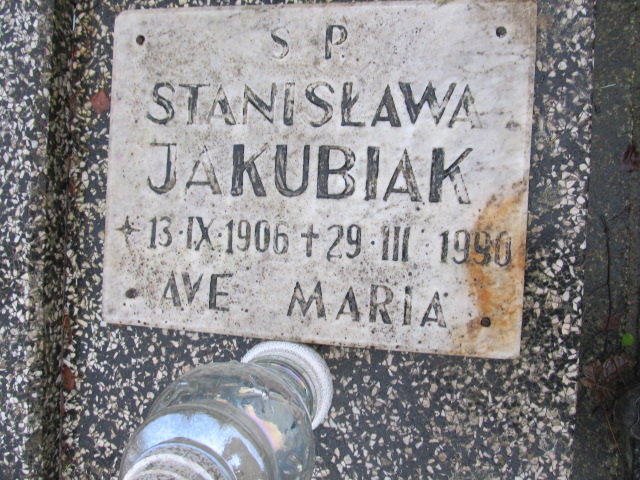 S P.
STANISŁAWA
JAKUBIAK
✦13·IX·1906 ✝29·III 1990
AVE MARIA